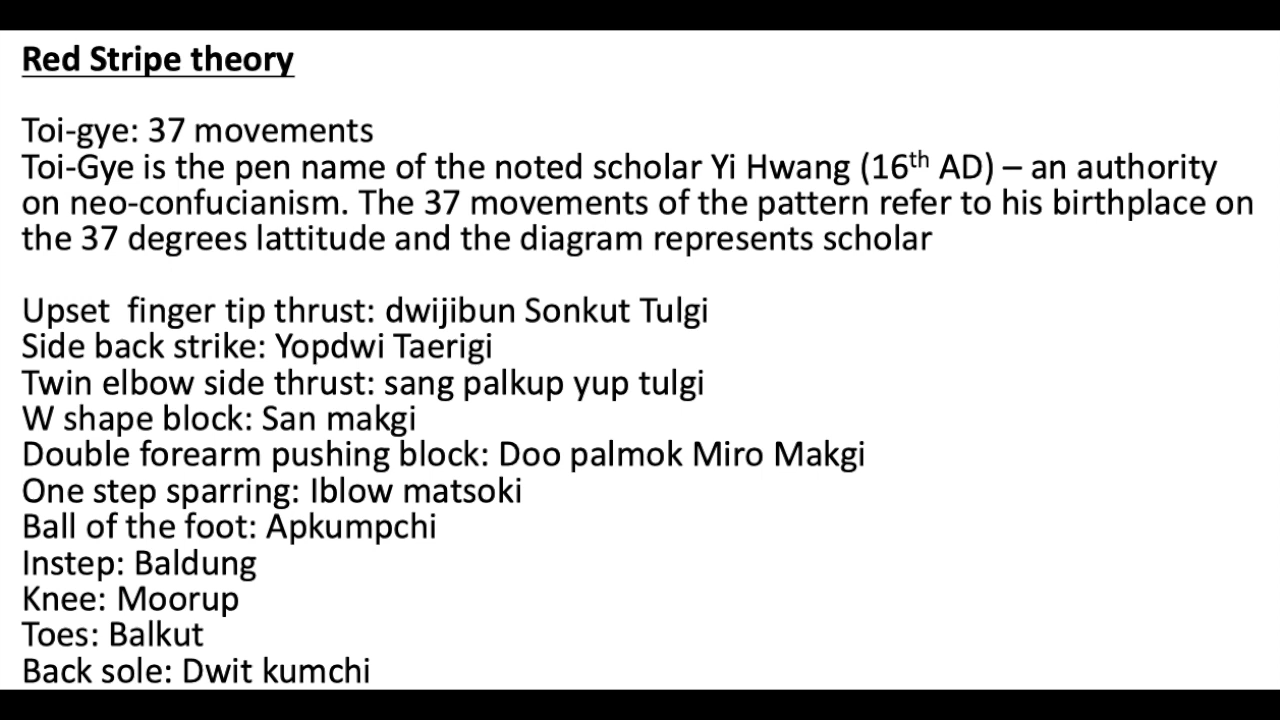 Red Stripe theory
Toi-gye: 37 movements
Toi-Gye is the pen name of the noted scholar Yi Hwang (16th AD) – an authority
on neo-confucianism. The 37 movements of the pattern refer to his birthplace on
the 37 degrees lattitude and the diagram represents scholar
Upset  finger tip thrust: dwijibun Sonkut Tulgi
Side back strike: Yopdwi Taerigi
Twin elbow side thrust: sang palkup yup tulgi
W shape block: San makgi
Double forearm pushing block: Doo palmok Miro Makgi
One step sparring: Iblow matsoki
Ball of the foot: Apkumpchi
Instep: Baldung
Knee: Moorup
Toes: Balkut
Back sole: Dwit kumchi